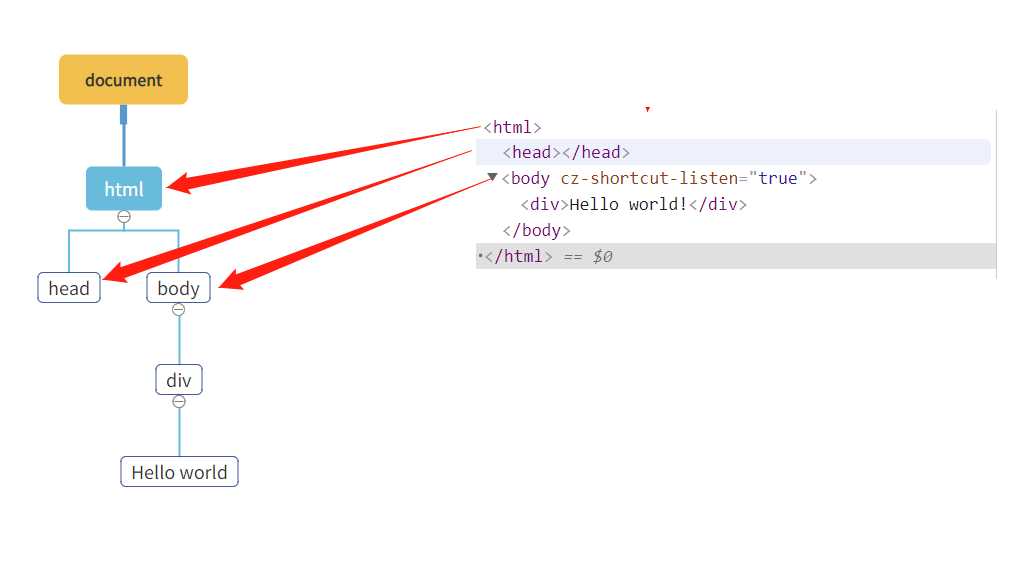 document
html
head
body
div
Hello world
<html>
<head></head>
<body cz-shortcut-listen="true">
<div>Hello world!</div>
</body>
</html> == $0